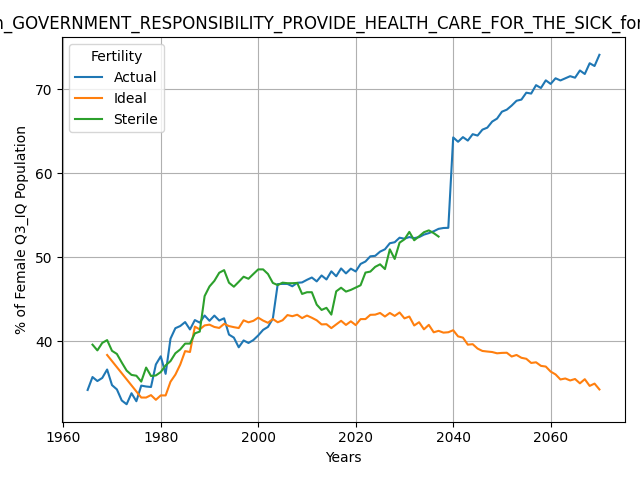 GOVERNMENT_RESPONSIBILITY_PROVIDE_HEALTH_CARE_FOR_THE_SICK
Fertility
Actual
Ideal
Sterile
% of Female Q3_IQ Population
70
60
50
40
1960 1980 2000 2020 2040 2060
Years